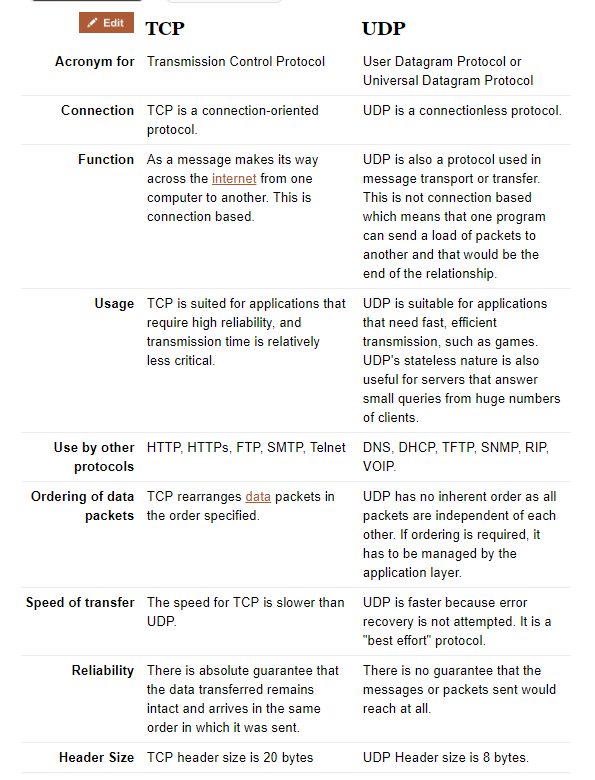 Edit
TCP UDP
Acronym for Transmission Control Protocol User Datagram Protocol or
Universal Datagram Protocol
Connection TCP is a connection-oriented UDP is a connectionless protocol.
protocol.
Function As a message makes its way UDP is also a protocol used in
across the internet from one message transport or transfer.
computer to another. This is This is not connection based
connection based. which means that one program
can send a load of packets to
another and that would be the
end of the relationship.
Usage TCP is suited for applications that UDP is suitable for applications
require high reliability, and that need fast, efficient
transmission time is relatively transmission, such as games.
less critical. UDP's stateless nature is also
useful for servers that answer
small queries from huge numbers
of clients.
Use by other HTTP, HTTPs, FTP, SMTP, Telnet DNS, DHCP, TFTP, SNMP, RIP,
protocols VOIP.
Ordering of data TCP rearranges data packets in UDP has no inherent order as all
packets the order specified. packets are independent of each
other. If ordering is required, it
has to be managed by the
application layer.
Speed of transfer The speed for TCP is slower than UDP is faster because error
UDP. recovery is not attempted. It is a
"best effort" protocol.
Reliability There is absolute guarantee that There is no guarantee that the
the data transferred remains messages or packets sent would
intact and arrives in the same reach at all.
order in which it was sent.
Header Size TCP header size is 20 bytes UDP Header size is 8 bytes.